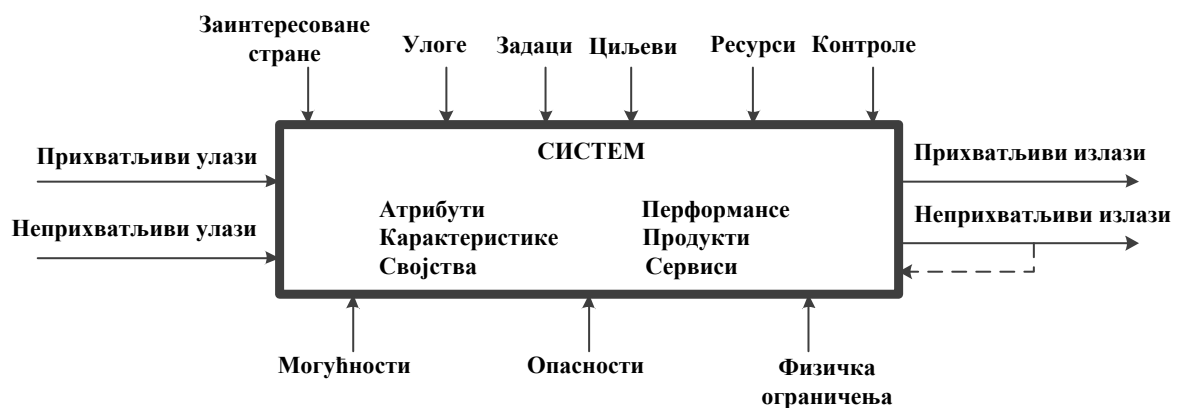 Заинтересоване
стране
Улоге
Задаци
Циљеви
Ресурси
Контроле
СИСТЕМ
Прихватљиви улази
Неприхватљиви улази
Атрибути
Карактеристике
Својства
Перформансе
Продукти
Сервиси
Прихватљиви излази
Неприхватљиви излази
Могућности
Опасности
Физичка
ограничења